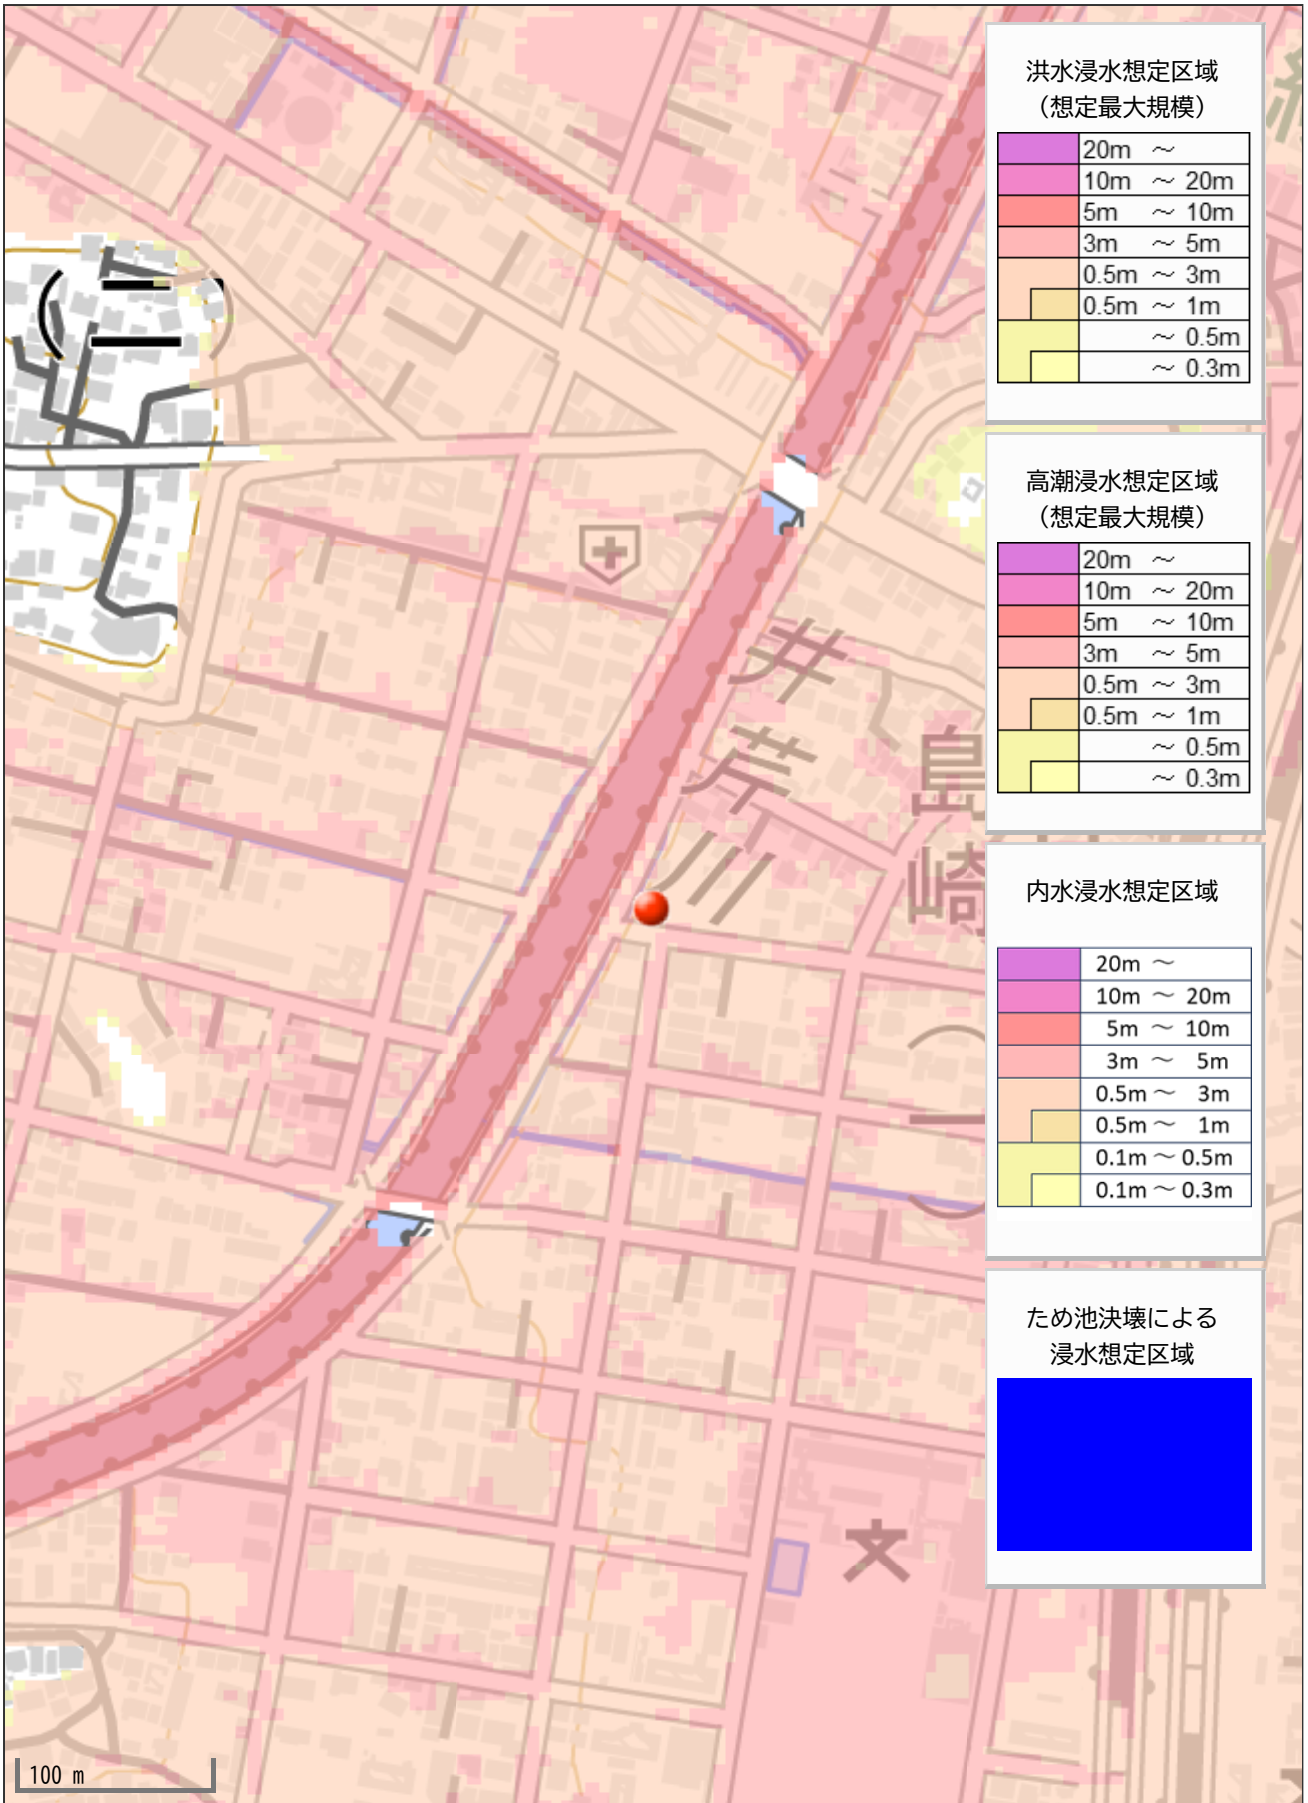 洪水浸水想定区域
（想定最大規模）
20m ～
10m ～ 20m
5m ～ 10m
3m ～ 5m
0.5m ～ 3m
0.5m ～ 1m
～ 0.5m
～ 0.3m
高潮浸水想定区域
（想定最大規模）
20m ～
10m ～ 20m
5m ～ 10m
3m ～ 5m
0.5m ～ 3m
0.5m ～ 1m
～ 0.5m
～ 0.3m
内水浸水想定区域
20m ～
10m ～ 20m
5m ～ 10m
3m ～ 5m
0.5m ～ 3m
0.5m ～ 1m
0.1m ～ 0.5m
0.1m ～ 0.3m
ため池決壊による
浸水想定区域
井芹川
島崎
100 m